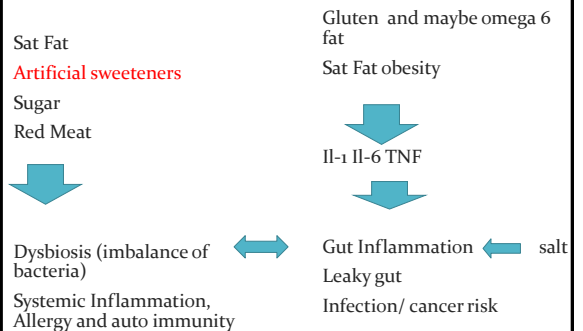 Sat Fat
Artificial sweeteners
Sugar
Red Meat
Dysbiosis (imbalance of
bacteria)
Systemic Inflammation,
Allergy and auto immunity
Gluten and maybe omega 6
fat
Sat Fat obesity
Il-1 Il-6 TNF
Gut Inflammation
salt
Leaky gut
Infection/ cancer risk